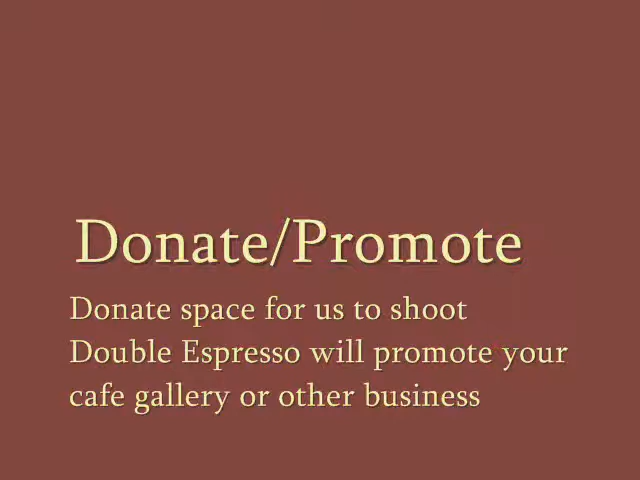 Donate/Promote
Donate space for us to shoot
Double Espresso will promote your
cafe gallery or other business